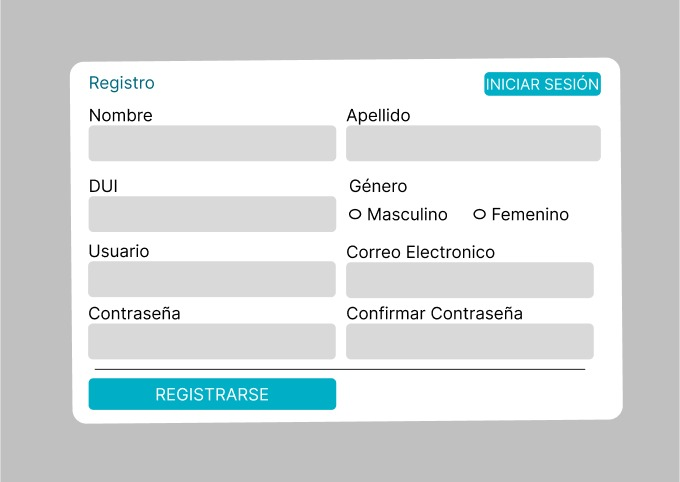 Registro
INICIAR SESIÓN
Nombre
Apellido
DUI
Género
Masculino
Femenino
Usuario
Correo Electronico
Contraseña
Confirmar Contraseña
REGISTRARSE